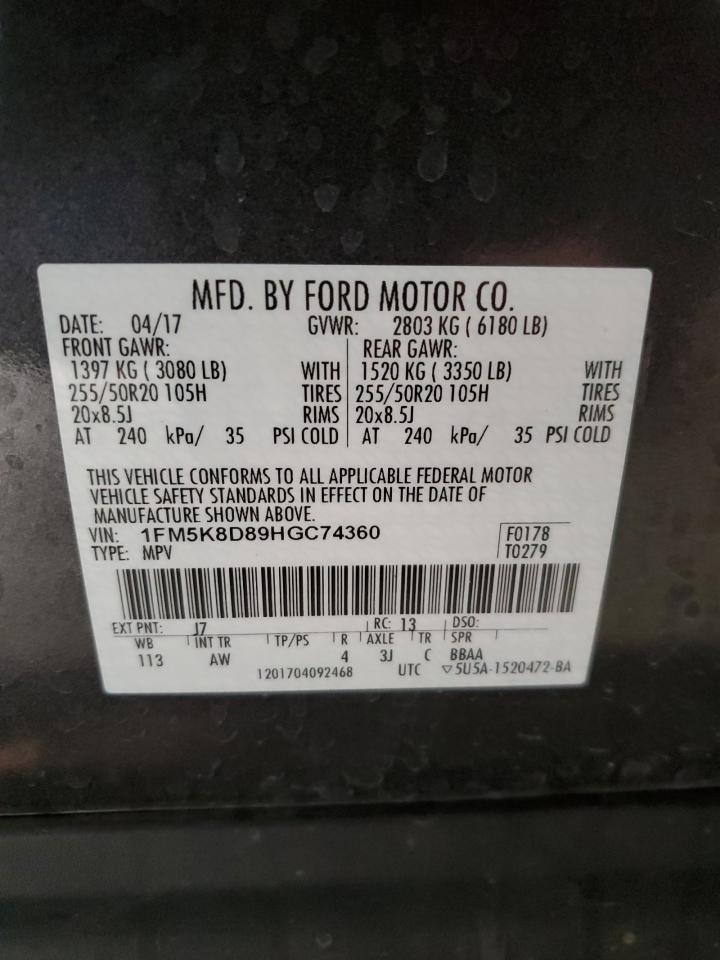 MFD. BY FORD MOTOR CO.
DATE: 04/17 GVWR: 2803 KG ( 6180 LB)
FRONT GAWR: REAR GAWR:
1397 KG ( 3080 LB) WITH 1520 KG ( 3350 LB) WITH
255/50R20 105H TIRES 255/50R20 105H TIRES
20x8.5J RIMS 20x8.5J RIMS
AT 240 kPa/ 35 PSI COLD AT 240 kPa/ 35 PSI COLD
THIS VEHICLE CONFORMS TO ALL APPLICABLE FEDERAL MOTOR
VEHICLE SAFETY STANDARDS IN EFFECT ON THE DATE OF
MANUFACTURE SHOWN ABOVE.
VIN: 1FM5K8D89HGC74360 F0178
TYPE: MPV T0279
EXT PNT: J7 RC: 13 DSO:
WB INT TR TP/PS R AXLE TR SPR
113 AW 4 3J C BBAA
1201704092468 UTC ▽5U5A-1520472-BA